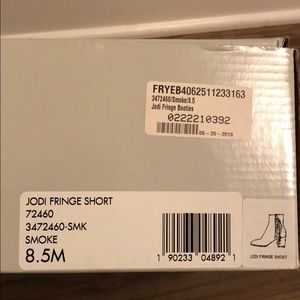 FRYEB4062511233163
3472460/Smoke/8.5
Jodi Fringe Booties
0222210392
06-20-2016
JODI FRINGE SHORT
72460
3472460-SMK
SMOKE
8.5M
1 90233 04892 1
JODI FRINGE SHORT